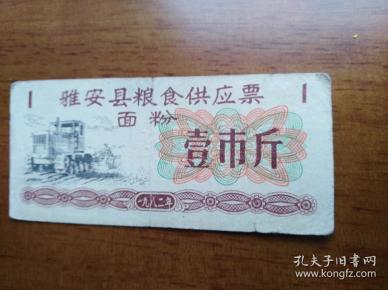 1 雅安县粮食供应票 1
面粉
壹市斤
一九八二年
孔夫子旧书网
www.kongfz.com